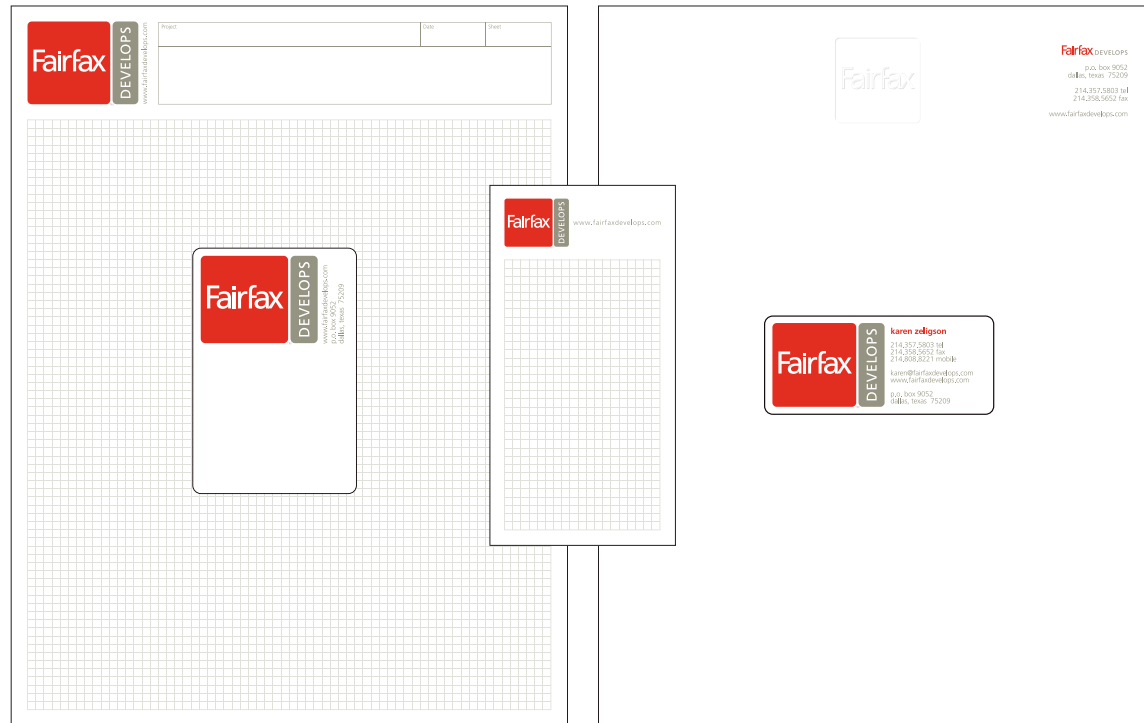 Fairfax
DEVELOPS
www.fairfaxdevelops.com
Project
Date
Sheet
Fairfax
Fairfax DEVELOPS
p.o. box 9052
dallas, texas 75209
214.357.5803 tel
214.358.5652 fax
www.fairfaxdevelops.com
Fairfax
DEVELOPS
www.fairfaxdevelops.com
Fairfax
DEVELOPS
www.fairfaxdevelops.com
p.o. box 9052
dallas, texas 75209
Fairfax
DEVELOPS
karen zeligson
214.357.5803 tel
214.358.5652 fax
214.808.8221 mobile
karen@fairfaxdevelops.com
www.fairfaxdevelops.com
p.o. box 9052
dallas, texas 75209